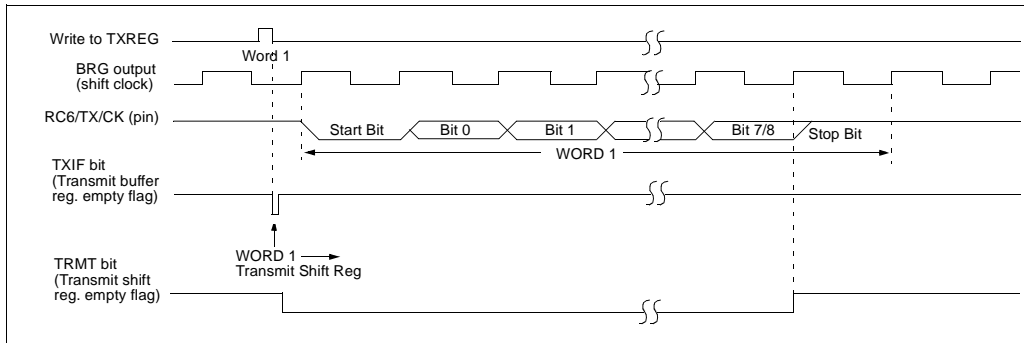 Write to TXREG
Word 1
BRG output
(shift clock)
RC6/TX/CK (pin)
Start Bit
Bit 0
Bit 1
Bit 7/8
Stop Bit
WORD 1
TXIF bit
(Transmit buffer
reg. empty flag)
WORD 1
Transmit Shift Reg
TRMT bit
(Transmit shift
reg. empty flag)